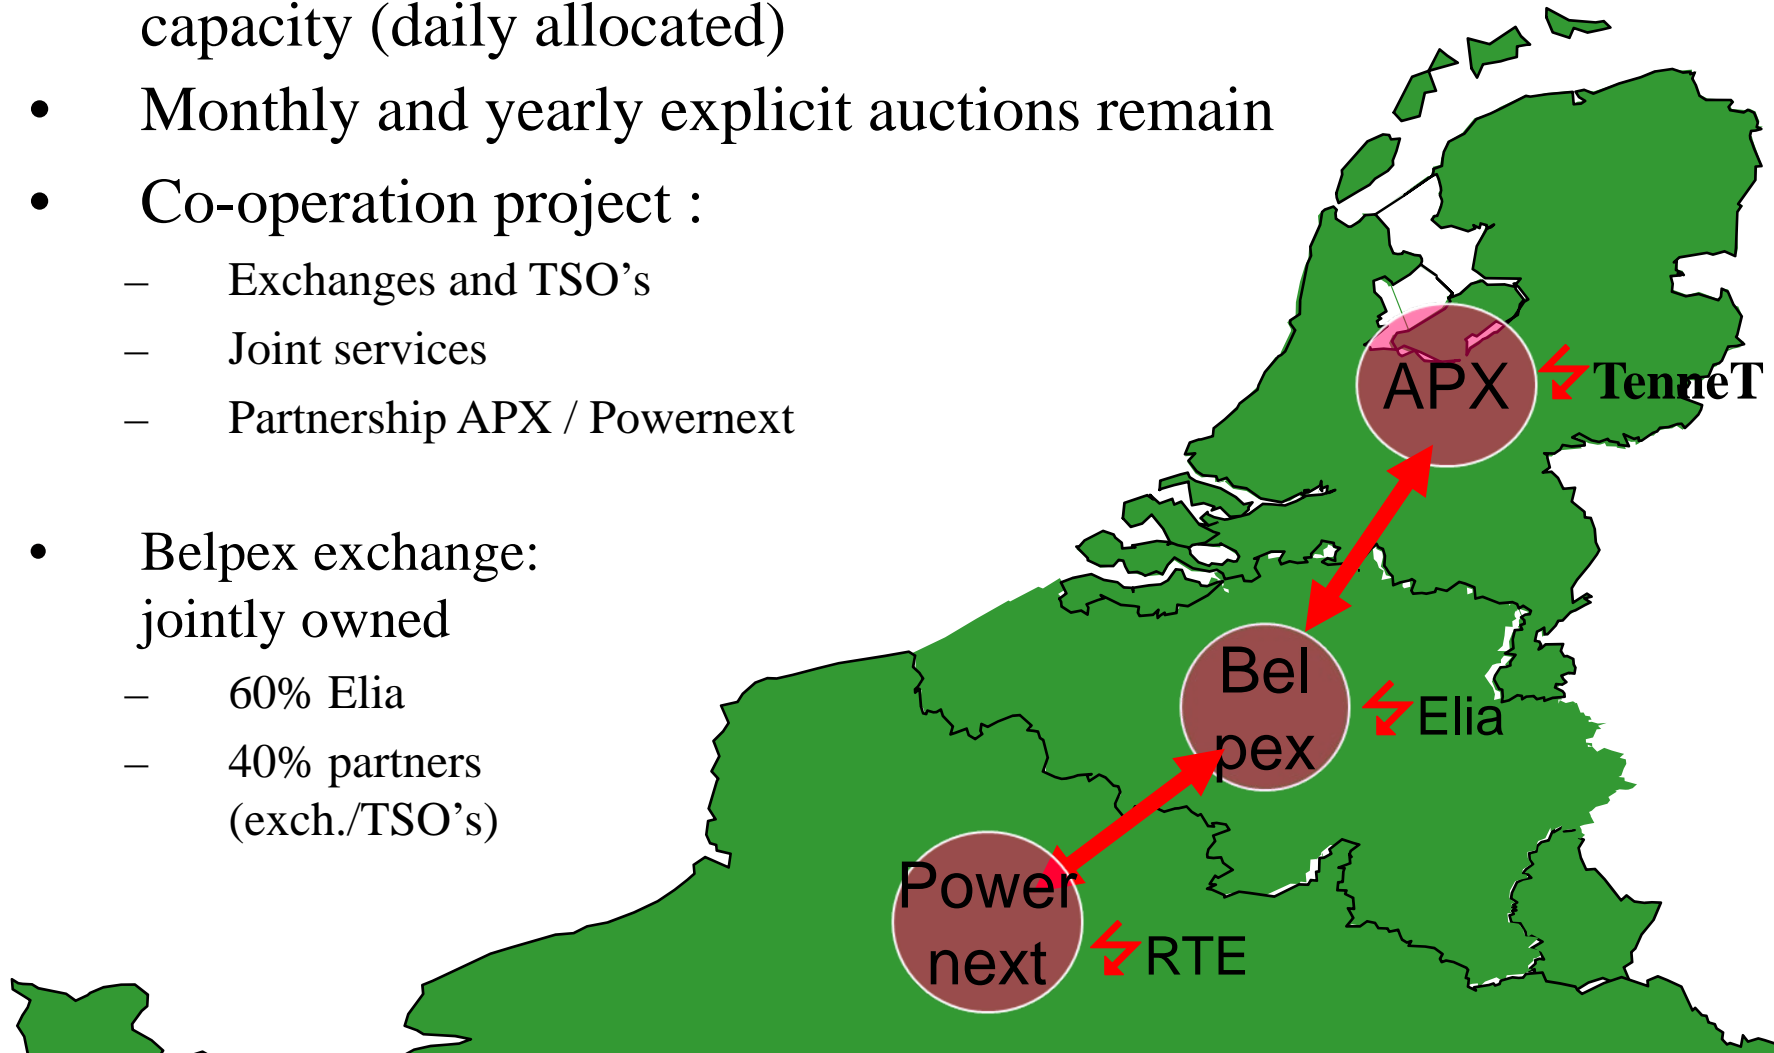 capacity (daily allocated)
• Monthly and yearly explicit auctions remain
• Co-operation project :
– Exchanges and TSO’s
– Joint services
– Partnership APX / Powernext
• Belpex exchange:
jointly owned
– 60% Elia
– 40% partners
(exch./TSO’s)
APX
TenneT
Bel
pex
Elia
Power
next
RTE